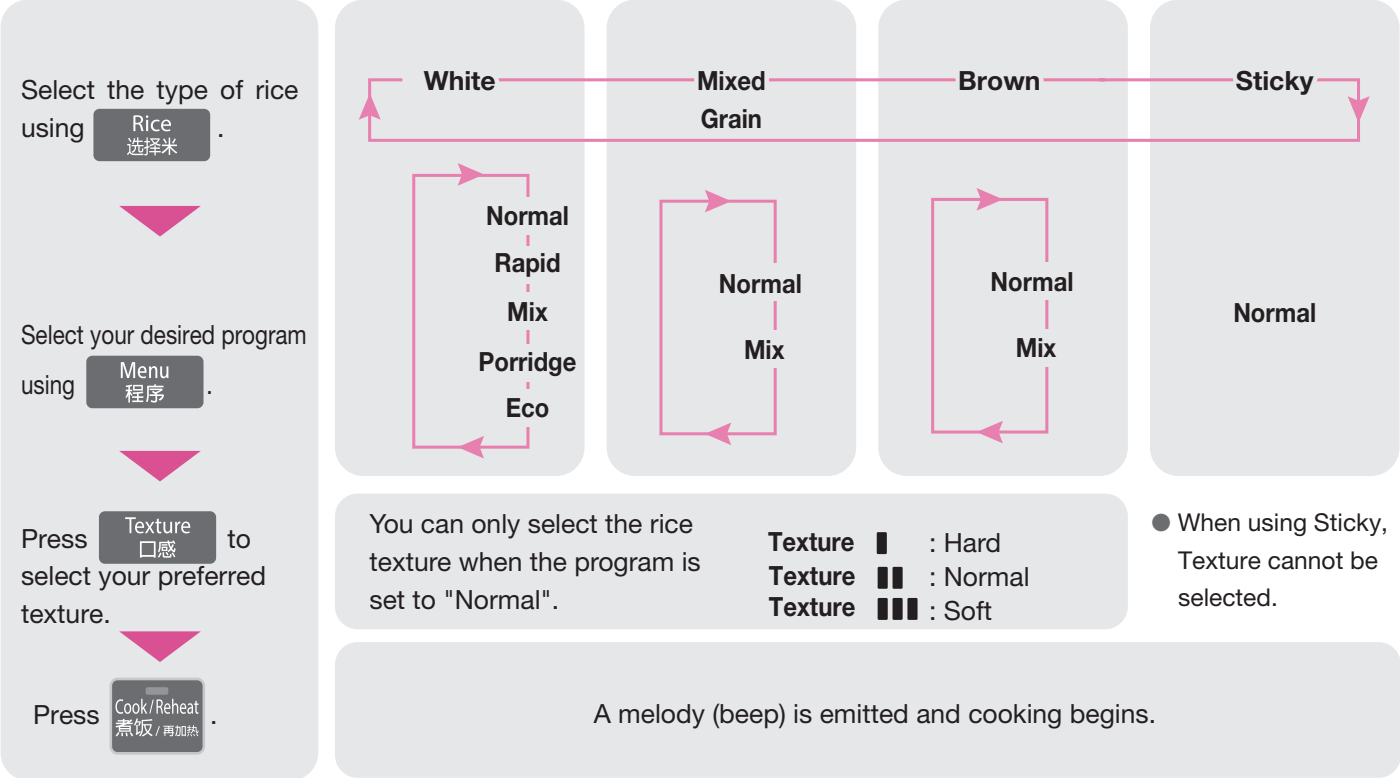 Select the type of rice
using Rice 选择米 .
Select your desired program
using Menu 程序 .
Press Texture 口感 to
select your preferred
texture.
Press Cook/Reheat 煮饭/再加热 .
White Mixed Grain Brown Sticky
Normal
Rapid
Mix
Porridge
Eco
Normal
Mix
Normal
Mix
Normal
You can only select the rice
texture when the program is
set to "Normal".
Texture : Hard
Texture : Normal
Texture : Soft
● When using Sticky,
Texture cannot be
selected.
A melody (beep) is emitted and cooking begins.